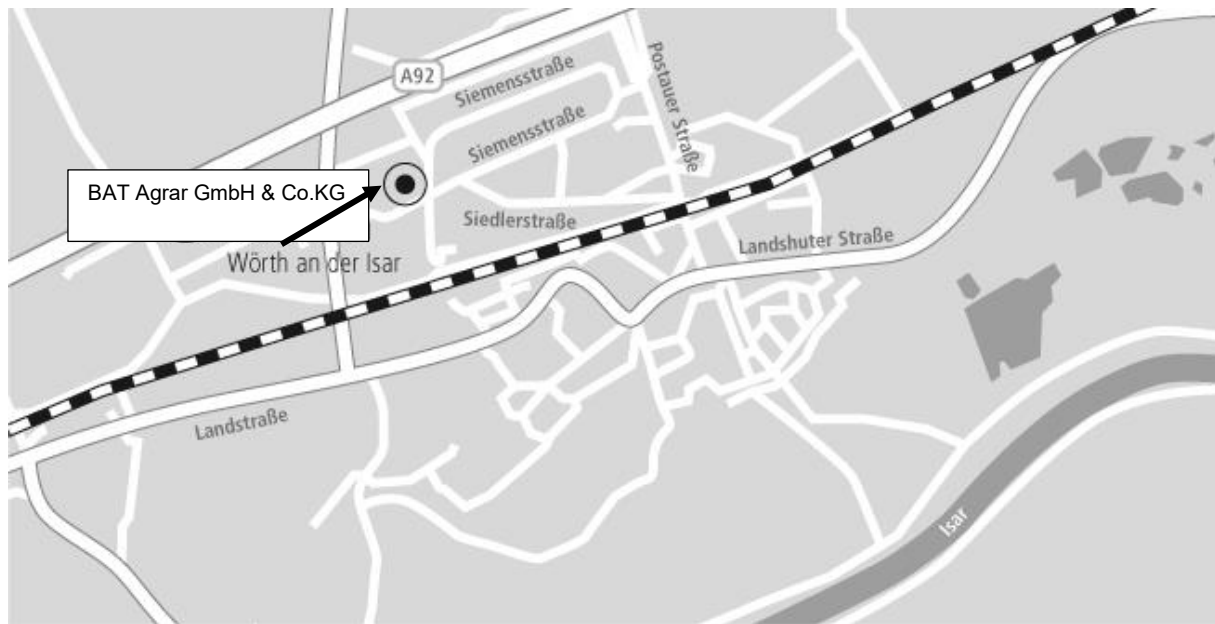 A92
Siemensstraße
Postauer Straße
Siemensstraße
BAT Agrar GmbH & Co.KG
Siedlerstraße
Landshuter Straße
Wörth an der Isar
Landstraße
Isar